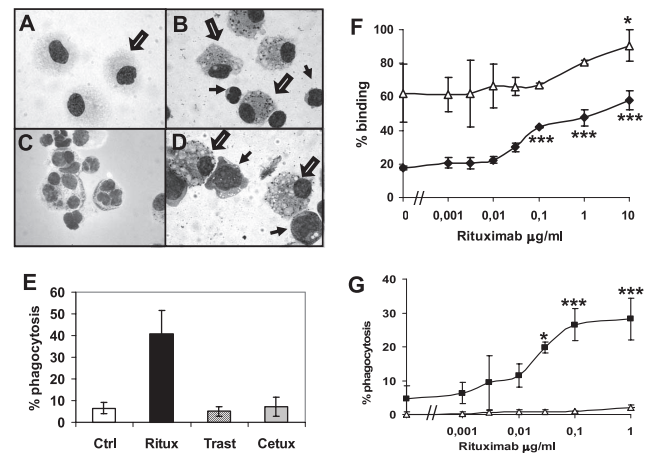 A
B
C
D
E
% phagocytosis
60
50
40
30
20
10
0
Ctrl Ritux Trast Cetux
F
% binding
100
80
60
40
20
0
*
*** *** ***
0 // 0,001 0,01 0,1 1 10
Rituximab µg/ml
G
% phagocytosis
40
30
20
10
0
* *** ***
// 0,001 0,01 0,1 1
Rituximab µg/ml